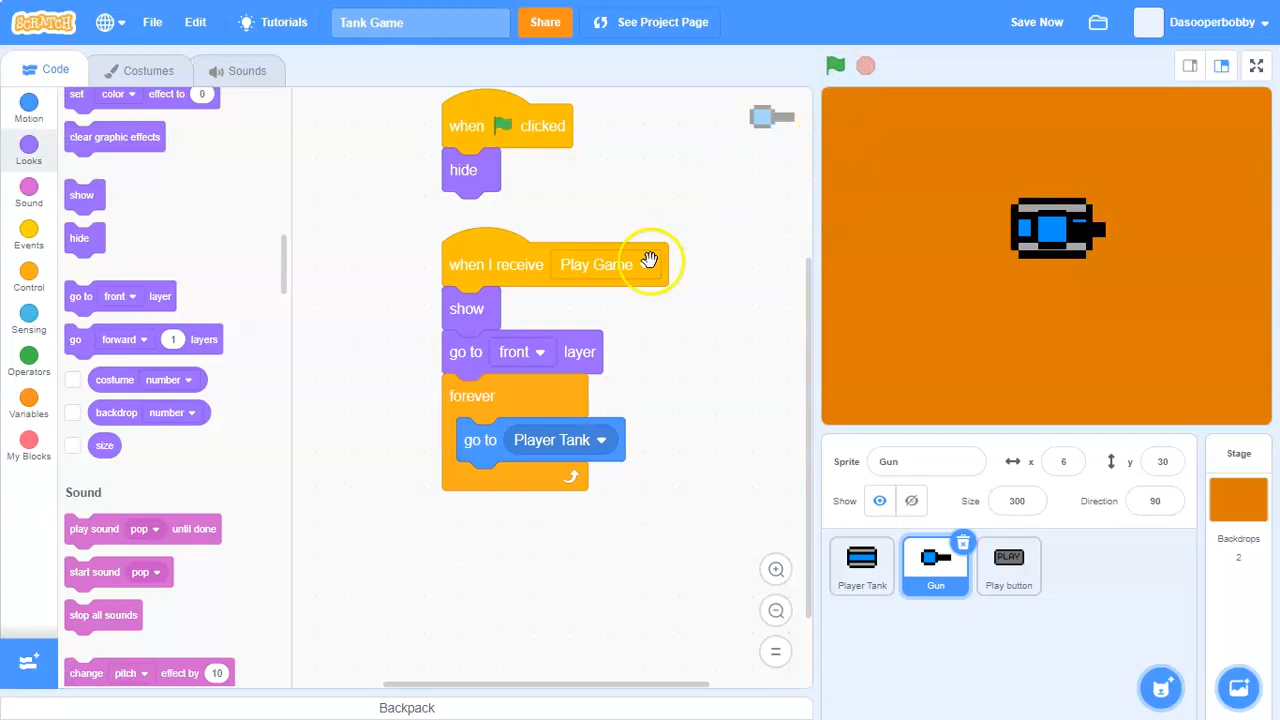 SCRATCH
File
Edit
Tutorials
Tank Game
Share
See Project Page
Save Now
Dasooperbobby
Code
Costumes
Sounds
Motion
Looks
Sound
Events
Control
Sensing
Operators
Variables
My Blocks
set color effect to 0
clear graphic effects
show
hide
go to front layer
go forward 1 layers
costume number
backdrop number
size
Sound
play sound pop until done
start sound pop
stop all sounds
change pitch effect by 10
when clicked
hide
when I receive Play Game
show
go to front layer
forever
go to Player Tank
Backpack
Sprite Gun x 6 y 30
Show Size 300 Direction 90
Player Tank
Gun
PLAY
Play button
Stage
Backdrops
2